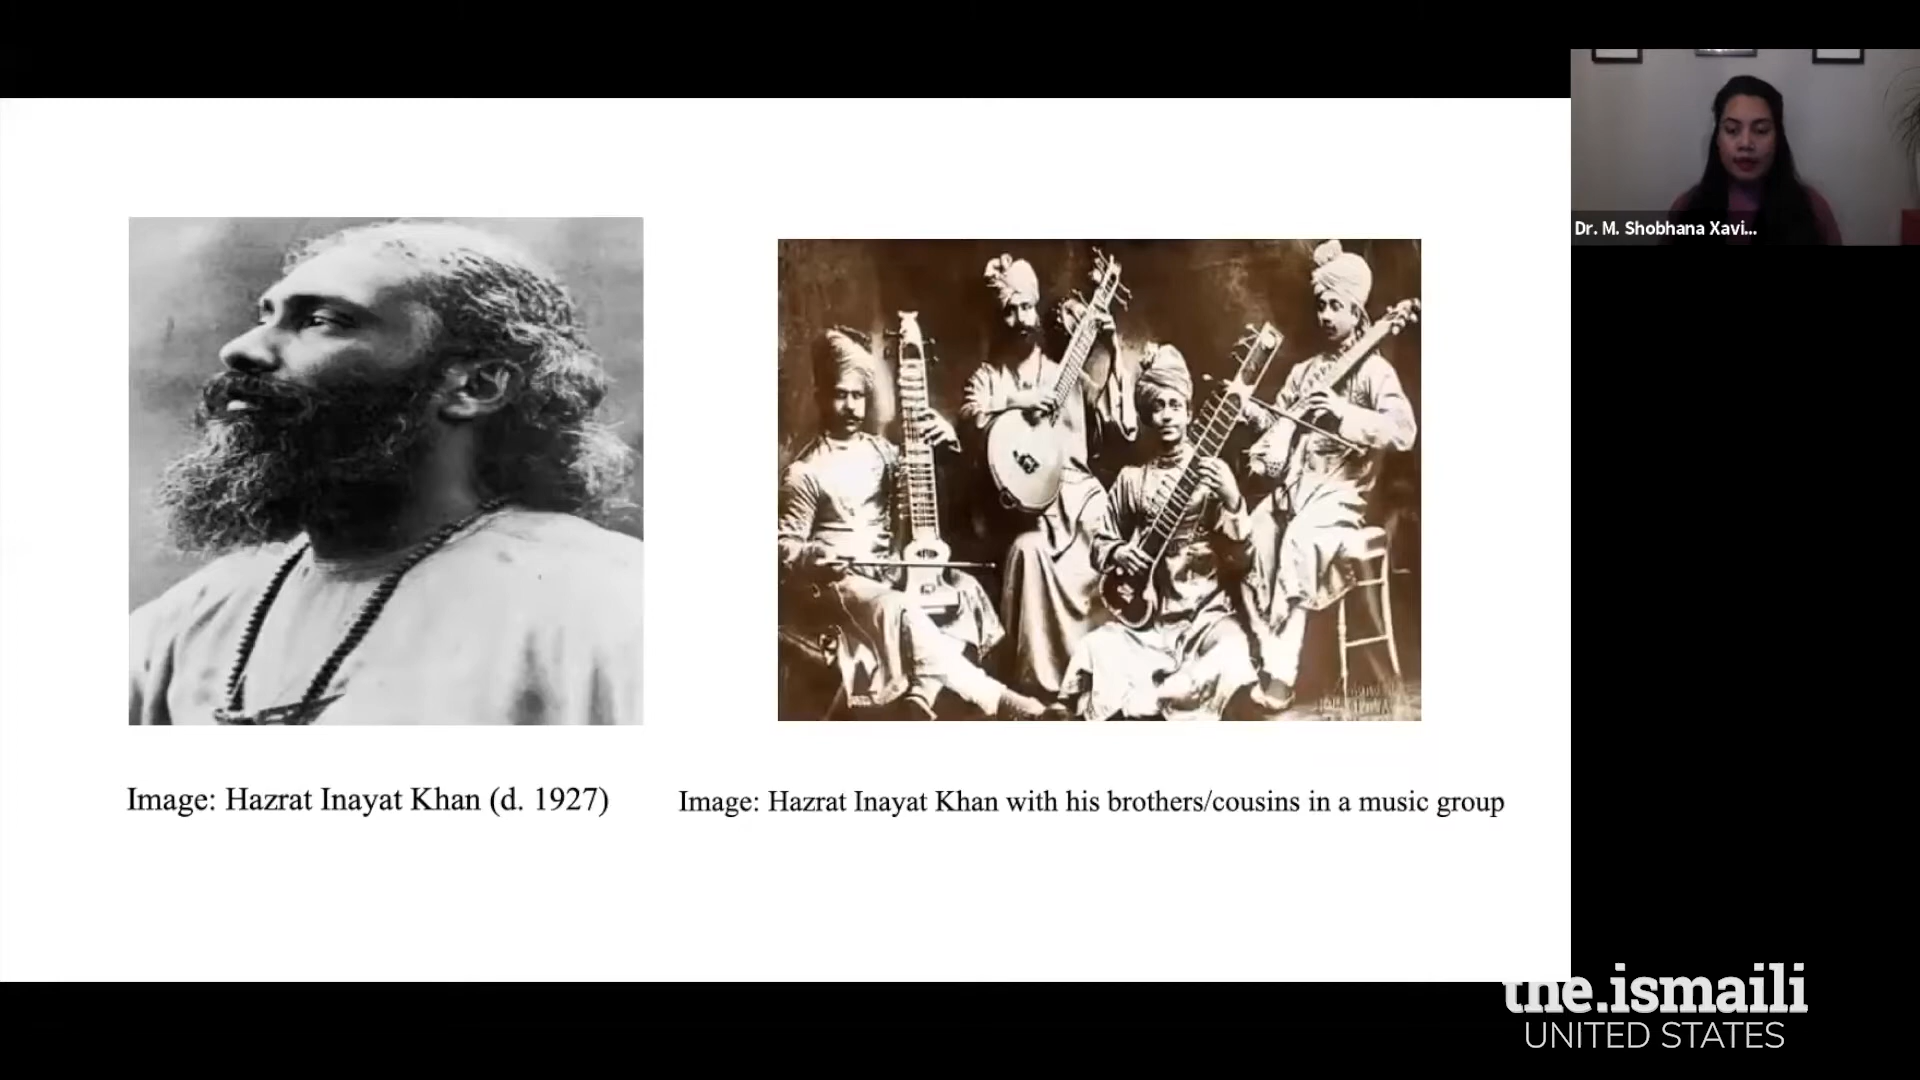 Dr. M. Shobhana Xavi...
Image: Hazrat Inayat Khan (d. 1927)
Image: Hazrat Inayat Khan with his brothers/cousins in a music group
the.ismaili
UNITED STATES